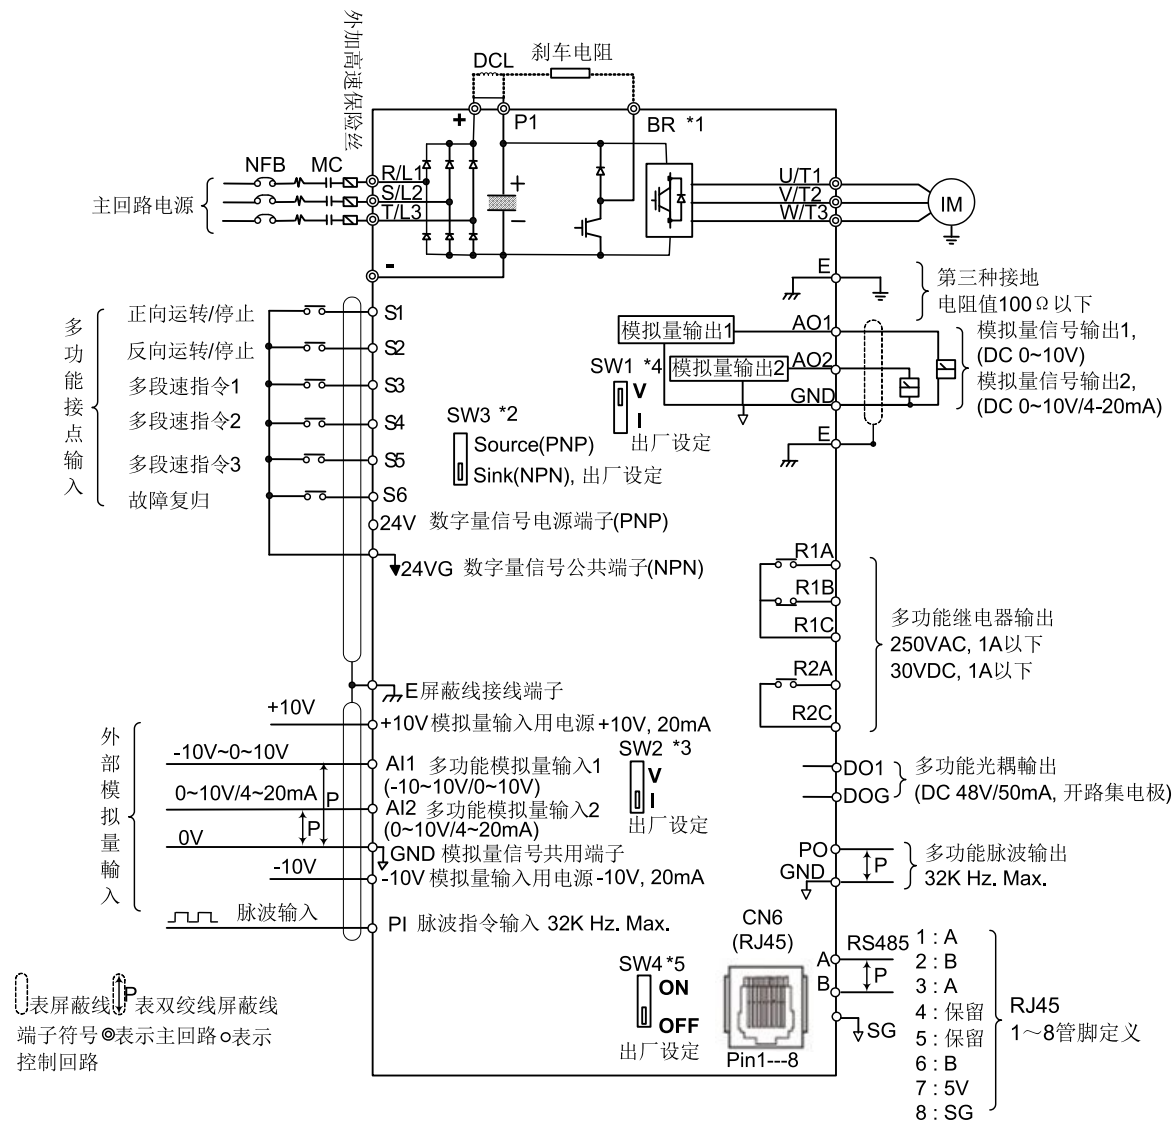 外加高速保险丝
DCL
刹车电阻
+
P1
BR *1
NFB
MC
主回路电源
R/L1
S/L2
T/L3
+
−
-
U/T1
V/T2
W/T3
IM
E
第三种接地
电阻值100Ω以下
多功能接点输入
正向运转/停止
反向运转/停止
多段速指令1
多段速指令2
多段速指令3
故障复归
S1
S2
S3
S4
S5
S6
24V 数字量信号电源端子(PNP)
24VG 数字量信号公共端子(NPN)
SW3 *2
Source(PNP)
Sink(NPN), 出厂设定
模拟量输出1
模拟量输出2
SW1 *4
V
I
出厂设定
AO1
AO2
GND
E
模拟量信号输出1,
(DC 0~10V)
模拟量信号输出2,
(DC 0~10V/4-20mA)
R1A
R1B
R1C
R2A
R2C
多功能继电器输出
250VAC, 1A以下
30VDC, 1A以下
E屏蔽线接线端子
外部模拟量輸入
+10V
+10V 模拟量输入用电源 +10V, 20mA
-10V~0~10V
AI1 多功能模拟量输入1
(-10~10V/0~10V)
0~10V/4~20mA
P
AI2 多功能模拟量输入2
(0~10V/4~20mA)
P
0V
GND 模拟量信号共用端子
-10V
-10V 模拟量输入用电源 -10V, 20mA
脉波输入
PI 脉波指令输入 32K Hz. Max.
SW2 *3
V
I
出厂设定
DO1
DOG
多功能光耦輸出
(DC 48V/50mA, 开路集电极)
PO
GND
P
多功能脉波输出
32K Hz. Max.
CN6
(RJ45)
Pin1---8
SW4 *5
ON
OFF
出厂设定
RS485
A
B
P
SG
1 : A
2 : B
3 : A
4 : 保留
5 : 保留
6 : B
7 : 5V
8 : SG
RJ45
1～8管脚定义
表屏蔽线 P 表双绞线屏蔽线
端子符号◎表示主回路○表示
控制回路